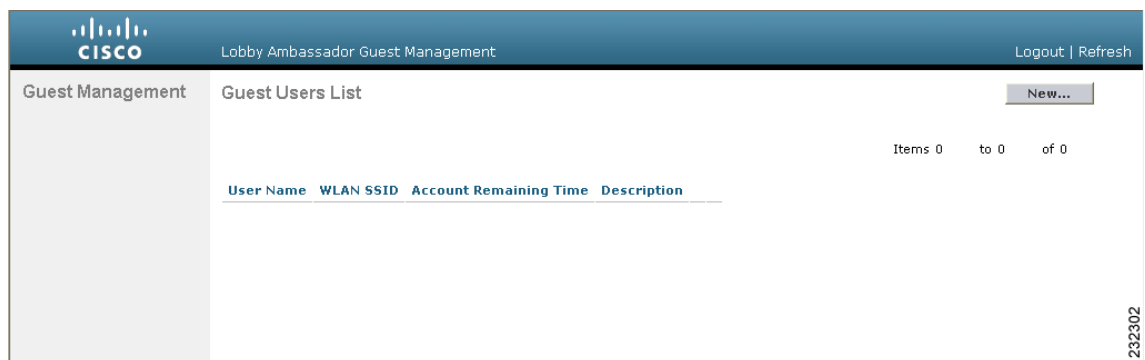 CISCO
Lobby Ambassador Guest Management
Logout | Refresh
Guest Management
Guest Users List
New...
Items 0 to 0 of 0
User Name WLAN SSID Account Remaining Time Description
232302